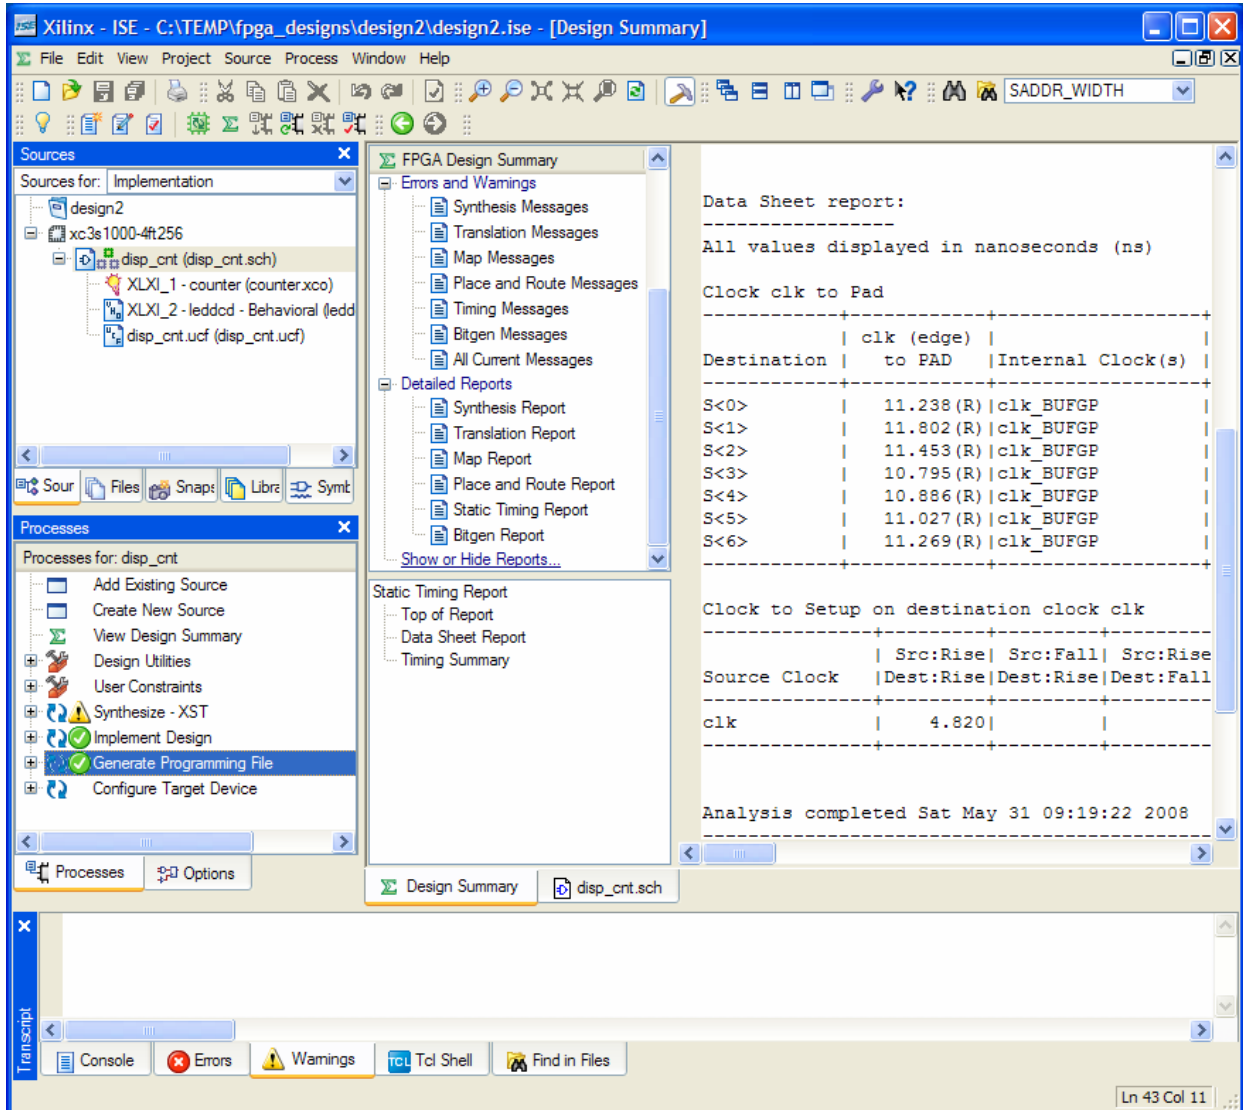 Xilinx - ISE - C:\TEMP\fpga_designs\design2\design2.ise - [Design Summary]
File Edit View Project Source Process Window Help
SADDR_WIDTH
Sources
Sources for: Implementation
design2
xc3s1000-4ft256
disp_cnt (disp_cnt.sch)
XLXI_1 - counter (counter.xco)
XLXI_2 - leddcd - Behavioral (ledd
disp_cnt.ucf (disp_cnt.ucf)
Sour Files Snaps Libra Symb
Processes
Processes for: disp_cnt
Add Existing Source
Create New Source
View Design Summary
Design Utilities
User Constraints
Synthesize - XST
Implement Design
Generate Programming File
Configure Target Device
Processes Options
FPGA Design Summary
Errors and Warnings
Synthesis Messages
Translation Messages
Map Messages
Place and Route Messages
Timing Messages
Bitgen Messages
All Current Messages
Detailed Reports
Synthesis Report
Translation Report
Map Report
Place and Route Report
Static Timing Report
Bitgen Report
Show or Hide Reports...
Static Timing Report
Top of Report
Data Sheet Report
Timing Summary
Data Sheet report:
-----------------
All values displayed in nanoseconds (ns)
Clock clk to Pad
------------+------------+------------------+
| clk (edge) | |
Destination | to PAD |Internal Clock(s) |
------------+------------+------------------+
S<0> | 11.238(R)|clk_BUFGP |
S<1> | 11.802(R)|clk_BUFGP |
S<2> | 11.453(R)|clk_BUFGP |
S<3> | 10.795(R)|clk_BUFGP |
S<4> | 10.886(R)|clk_BUFGP |
S<5> | 11.027(R)|clk_BUFGP |
S<6> | 11.269(R)|clk_BUFGP |
------------+------------+------------------+
Clock to Setup on destination clock clk
---------------+---------+---------+---------
| Src:Rise| Src:Fall| Src:Rise
Source Clock |Dest:Rise|Dest:Rise|Dest:Fall
---------------+---------+---------+---------
clk | 4.820| |
---------------+---------+---------+---------
Analysis completed Sat May 31 09:19:22 2008
---------------------------------------------
Design Summary disp_cnt.sch
Transcript
Console Errors Warnings TCL Tcl Shell Find in Files
Ln 43 Col 11